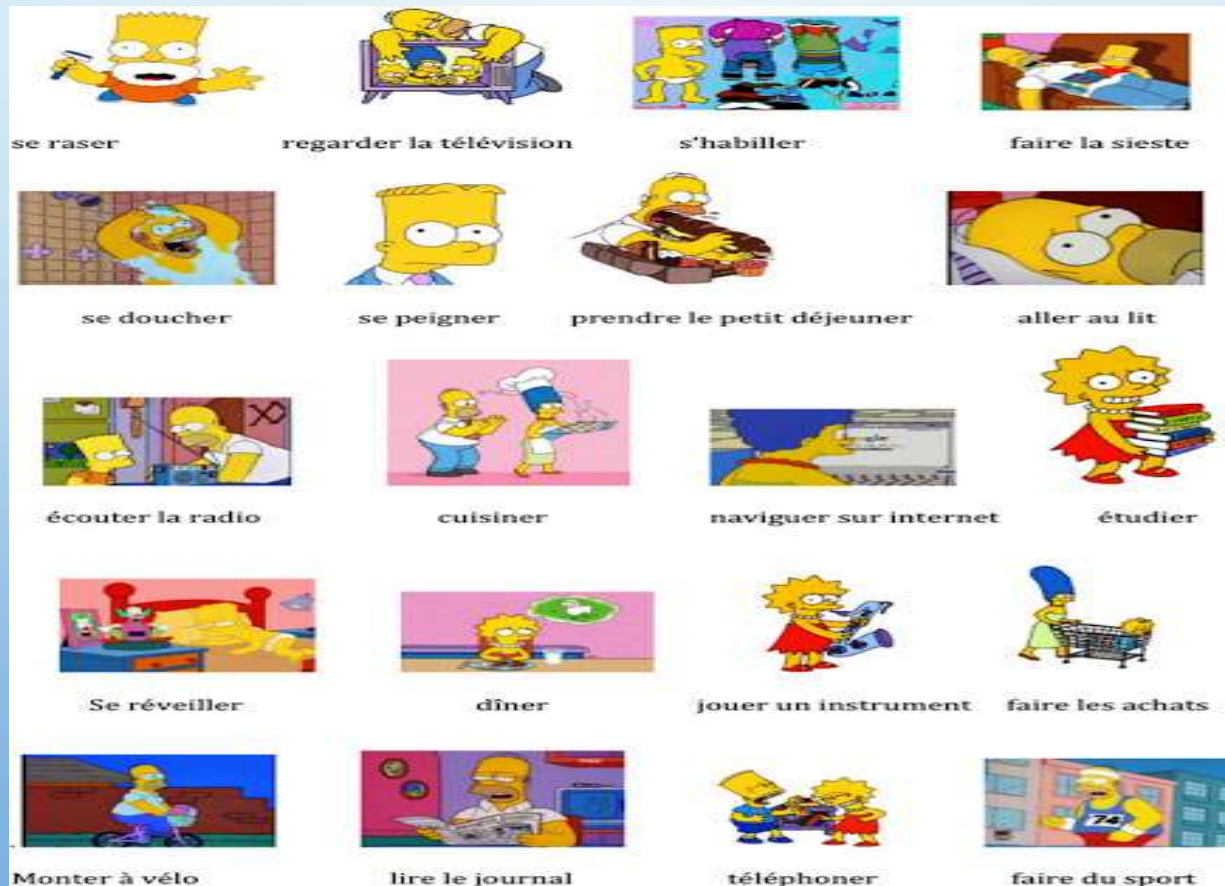 se raser
regarder la télévision
s'habiller
faire la sieste
se doucher
se peigner
prendre le petit déjeuner
aller au lit
écouter la radio
cuisiner
naviguer sur internet
étudier
Se réveiller
dîner
jouer un instrument
faire les achats
Monter à vélo
lire le journal
téléphoner
faire du sport
74